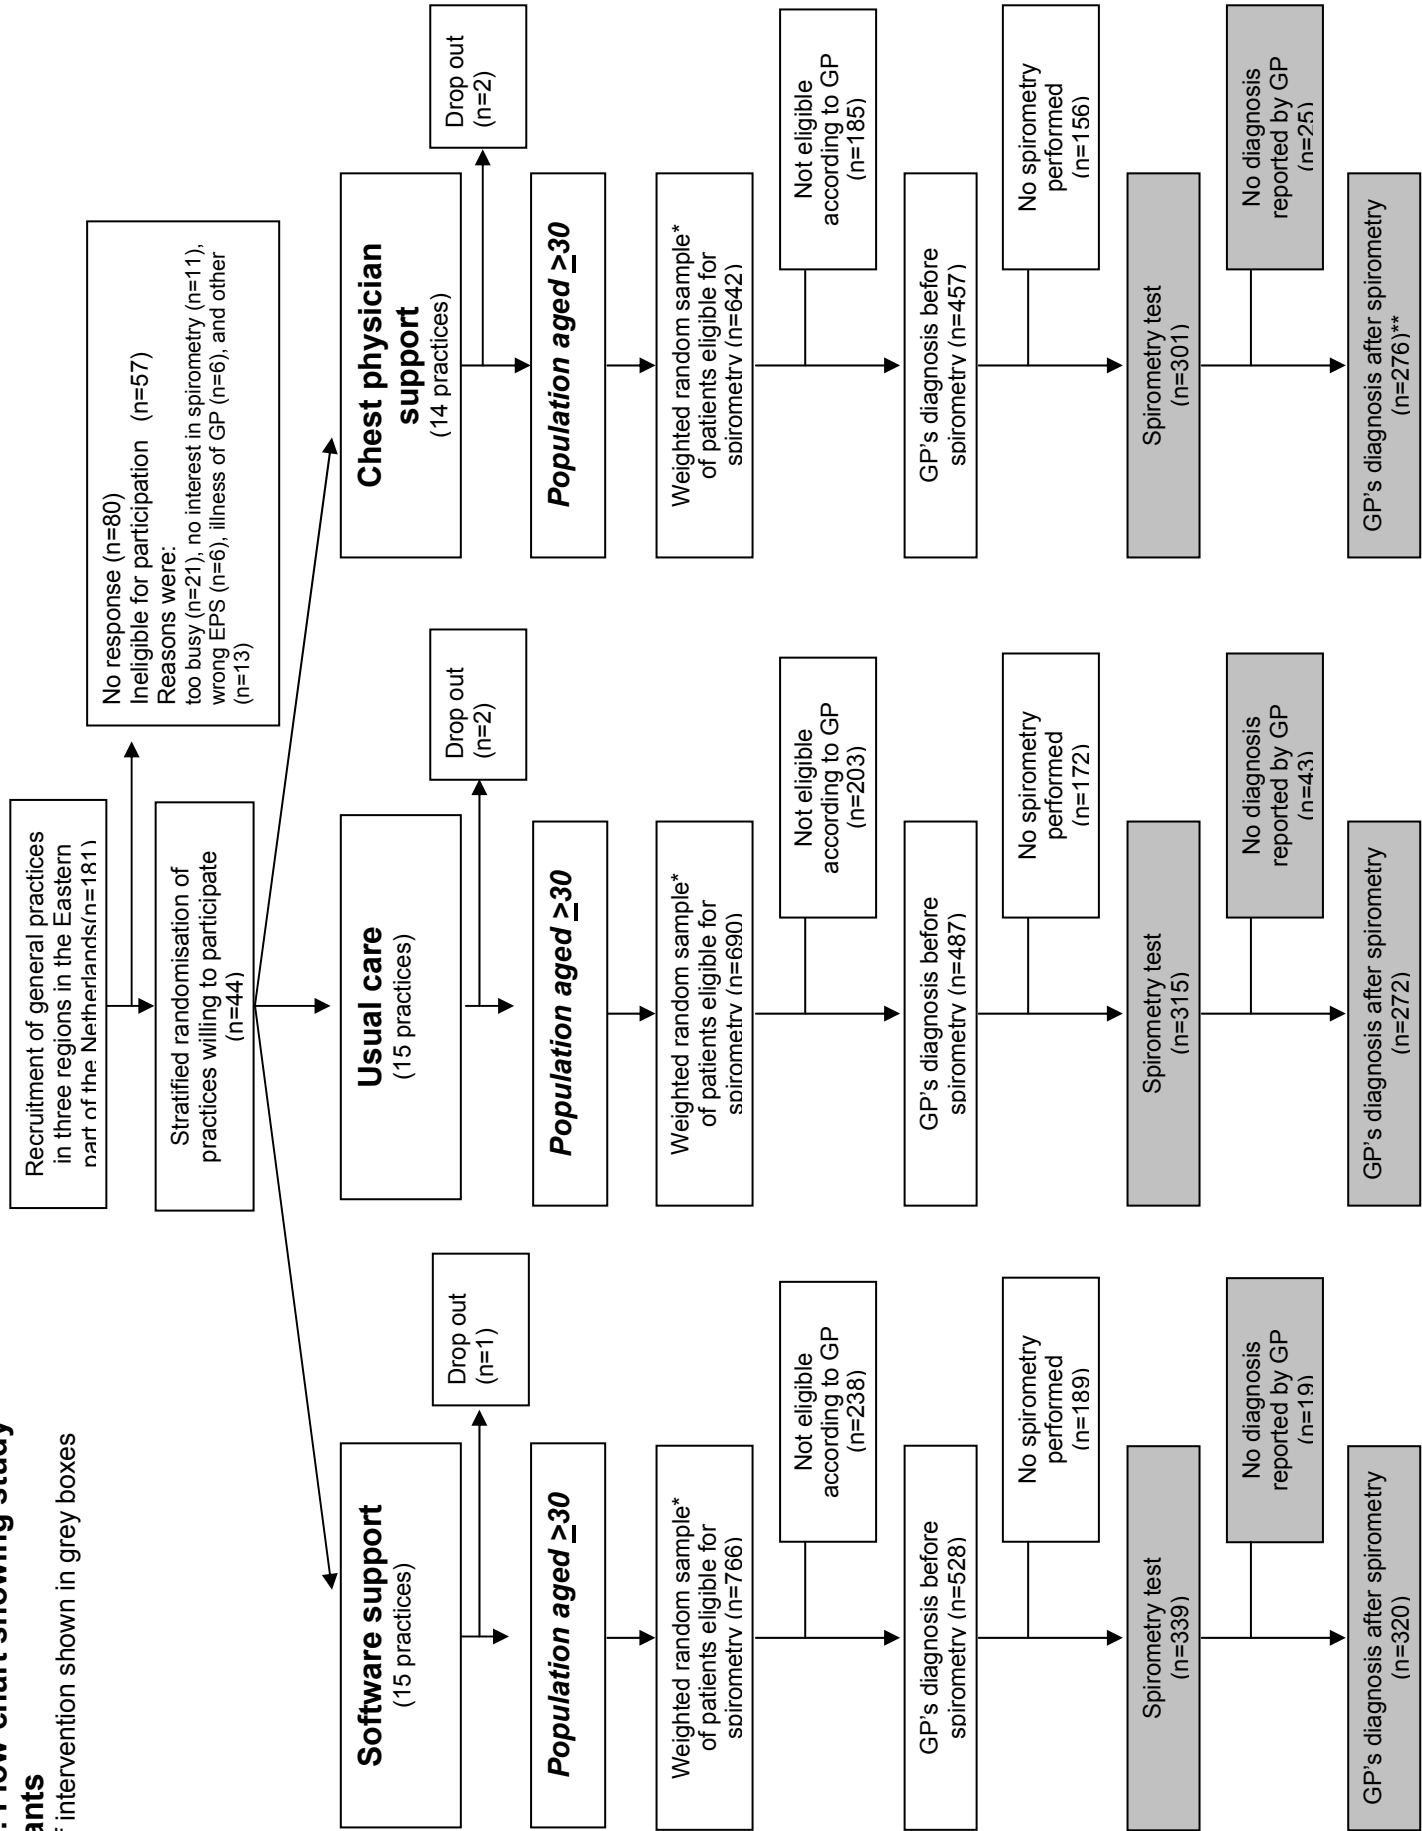 : Flow chart showing study
ants
intervention shown in grey boxes
Recruitment of general practices
in three regions in the Eastern
part of the Netherlands(n=181)
No response (n=80)
Ineligible for participation (n=57)
Reasons were:
too busy (n=21), no interest in spirometry (n=11),
wrong EPS (n=6), illness of GP (n=6), and other
(n=13)
Stratified randomisation of
practices willing to participate
(n=44)
Software support
(15 practices)
Drop out
(n=1)
Population aged >30
Weighted random sample*
of patients eligible for
spirometry (n=766)
Not eligible
according to GP
(n=238)
GP's diagnosis before
spirometry (n=528)
No spirometry
performed
(n=189)
Spirometry test
(n=339)
No diagnosis
reported by GP
(n=19)
GP's diagnosis after spirometry
(n=320)
Usual care
(15 practices)
Drop out
(n=2)
Population aged >30
Weighted random sample*
of patients eligible for
spirometry (n=690)
Not eligible
according to GP
(n=203)
GP's diagnosis before
spirometry (n=487)
No spirometry
performed
(n=172)
Spirometry test
(n=315)
No diagnosis
reported by GP
(n=43)
GP's diagnosis after spirometry
(n=272)
Chest physician
support
(14 practices)
Drop out
(n=2)
Population aged >30
Weighted random sample*
of patients eligible for
spirometry (n=642)
Not eligible
according to GP
(n=185)
GP's diagnosis before
spirometry (n=457)
No spirometry
performed
(n=156)
Spirometry test
(n=301)
No diagnosis
reported by GP
(n=25)
GP's diagnosis after spirometry
(n=276)**